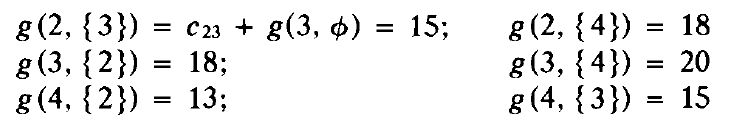 g(2, {3}) = c₂₃ + g(3, ϕ) = 15; g(2, {4}) = 18
g(3, {2}) = 18; g(3, {4}) = 20
g(4, {2}) = 13; g(4, {3}) = 15